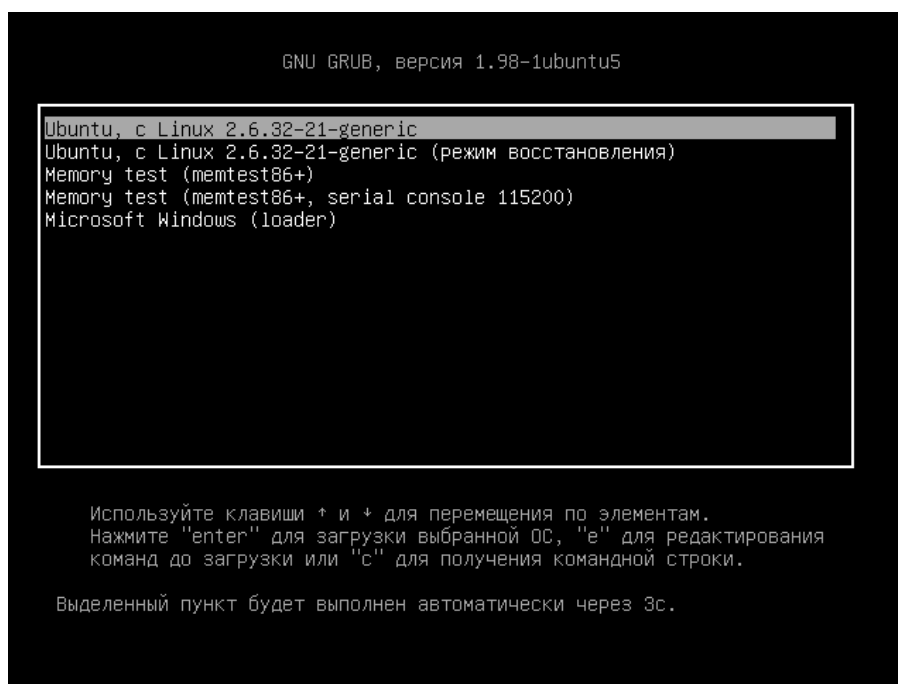 GNU GRUB, версия 1.98-1ubuntu5
Ubuntu, с Linux 2.6.32-21-generic
Ubuntu, с Linux 2.6.32-21-generic (режим восстановления)
Memory test (memtest86+)
Memory test (memtest86+, serial console 115200)
Microsoft Windows (loader)
Используйте клавиши ↑ и ↓ для перемещения по элементам.
Нажмите "enter" для загрузки выбранной ОС, "e" для редактирования
команд до загрузки или "c" для получения командной строки.
Выделенный пункт будет выполнен автоматически через 3с.